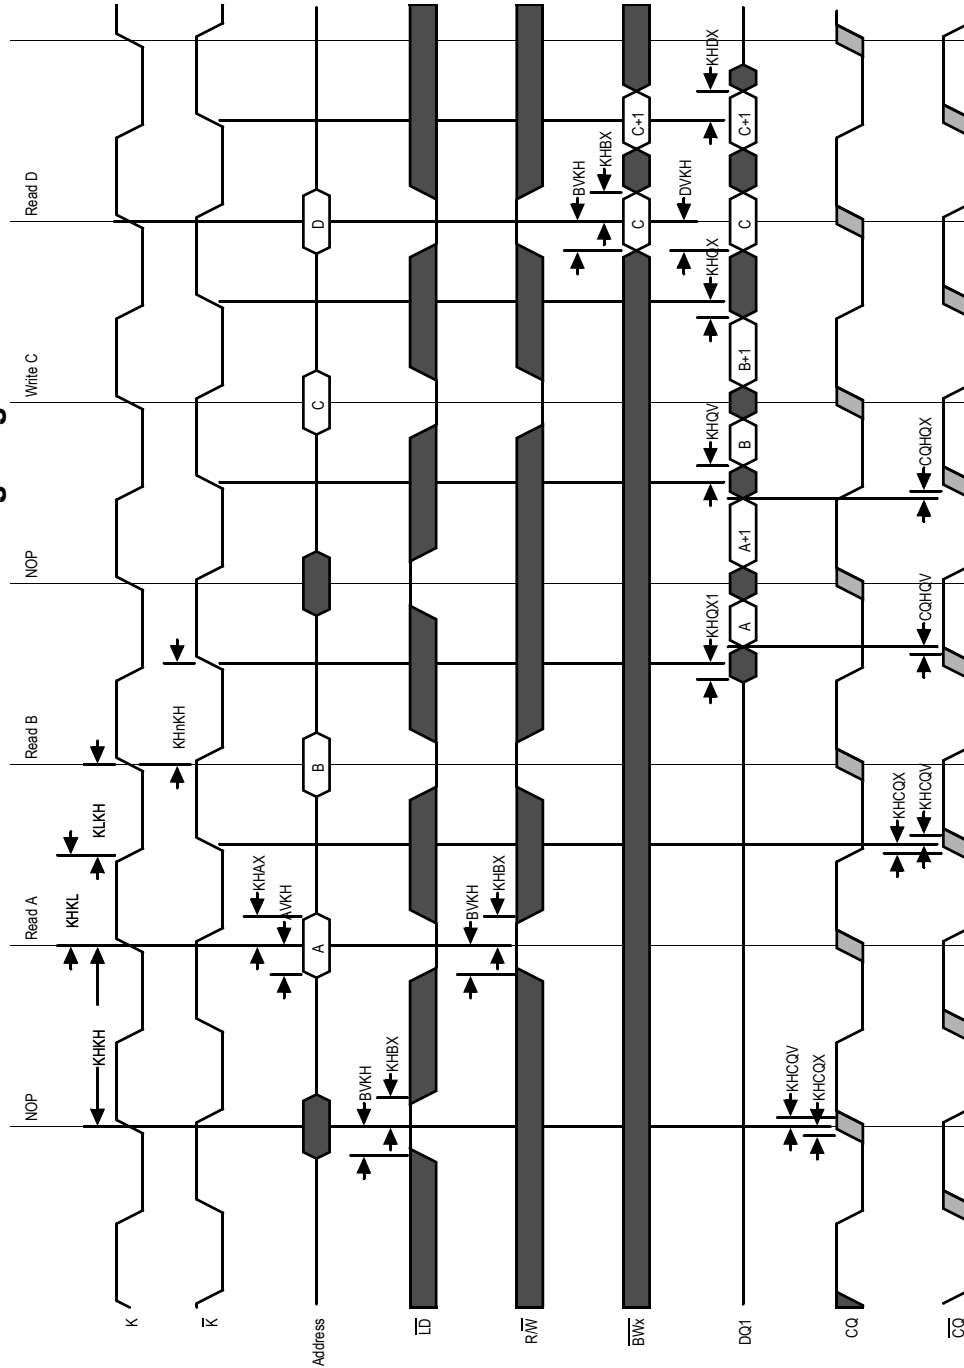 NOP
Read A
Read B
NOP
Write C
Read D
K
KHKH
KHKL
KLKH
K
KHnKH
Address
A
B
C
D
KHAX
AVKH
LD
BVKH
KHBX
R/W
BVKH
KHBX
BWx
C
C+1
BVKH
KHBX
DQ1
A
A+1
B
B+1
C
C+1
KHQX1
KHQV
KHQX
DVKH
KHDX
CQ
KHCQV
KHCQX
CQ
KHCQX
KHCQV
CQHQV
CQHQX